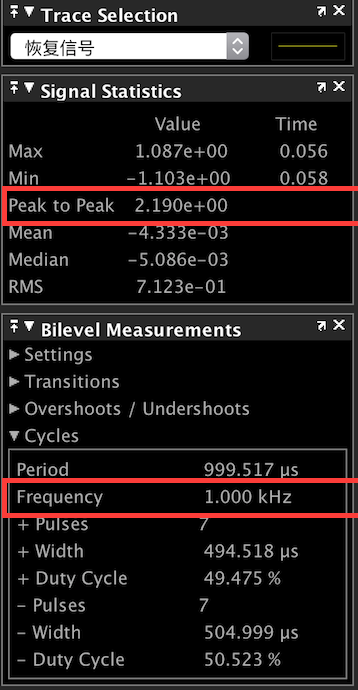 Trace Selection
恢复信号
Signal Statistics
Value Time
Max 1.087e+00 0.056
Min -1.103e+00 0.058
Peak to Peak 2.190e+00
Mean -4.333e-03
Median -5.086e-03
RMS 7.123e-01
Bilevel Measurements
Settings
Transitions
Overshoots / Undershoots
Cycles
Period 999.517 µs
Frequency 1.000 kHz
+ Pulses 7
+ Width 494.518 µs
+ Duty Cycle 49.475 %
- Pulses 7
- Width 504.999 µs
- Duty Cycle 50.523 %